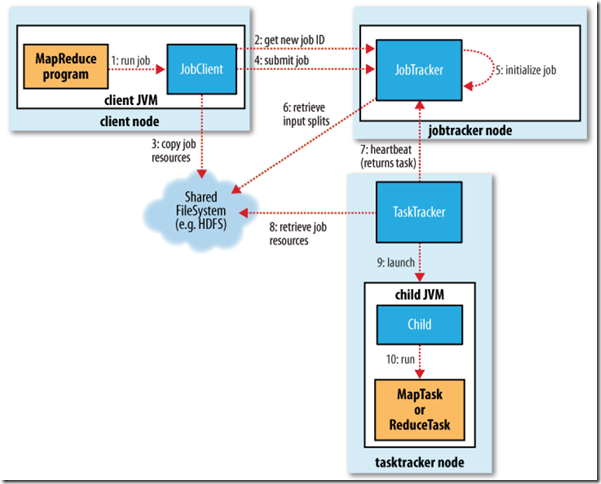 MapReduce
program
1: run job
JobClient
client JVM
client node
2: get new job ID
4: submit job
JobTracker
5: initialize job
jobtracker node
3: copy job
resources
6: retrieve
input splits
7: heartbeat
(returns task)
Shared
FileSystem
(e.g. HDFS)
8: retrieve job
resources
TaskTracker
9: launch
child JVM
Child
10: run
MapTask
or
ReduceTask
tasktracker node